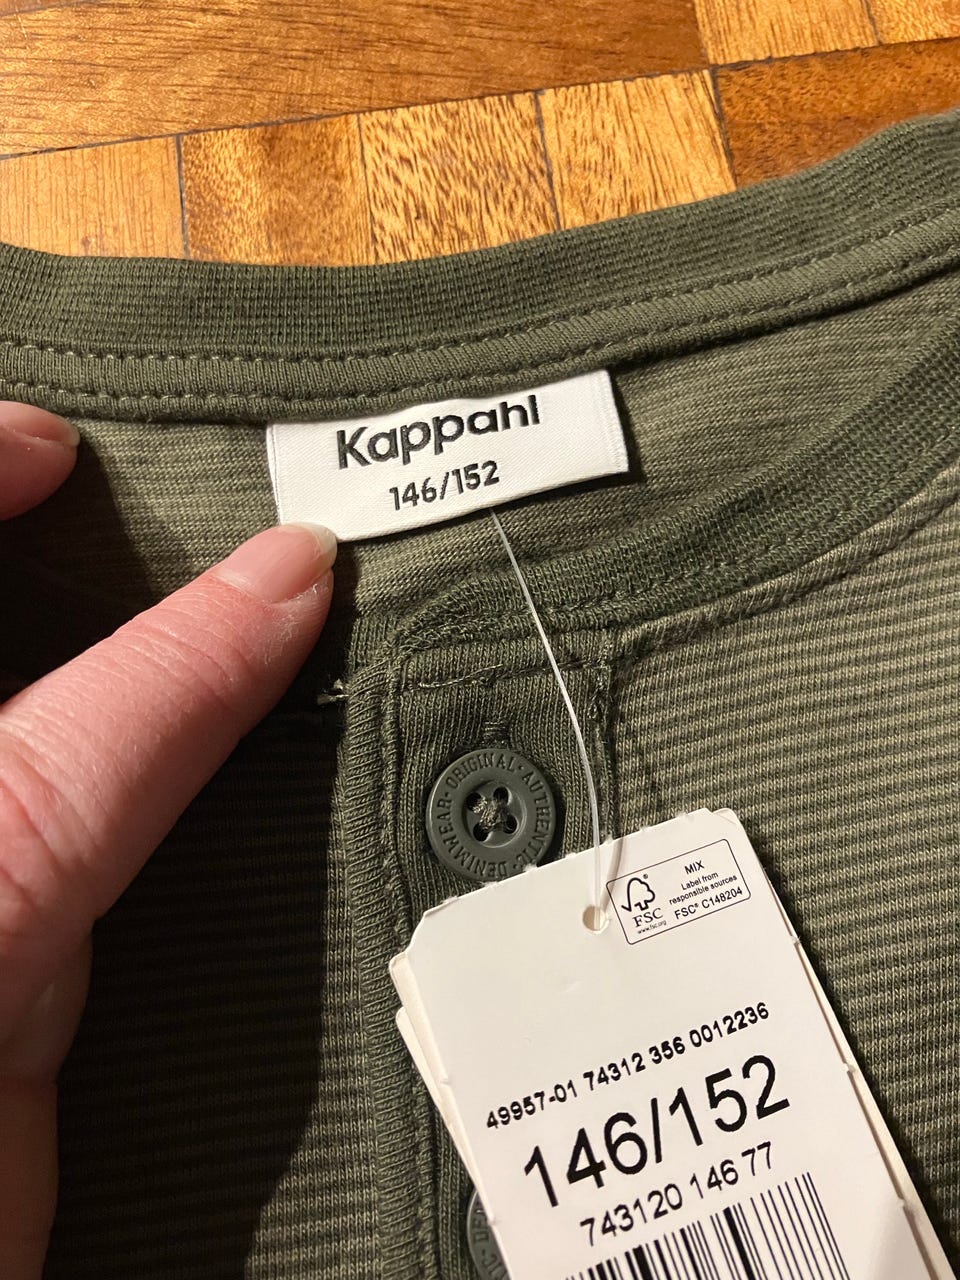 Kappahl
146/152
ORIGINAL · AUTHENTIC · DENIMWEAR ·
FSC®
www.fsc.org
MIX
Label from
responsible sources
FSC® C148204
49957-01 74312 356 0012236
146/152
743120 146 77